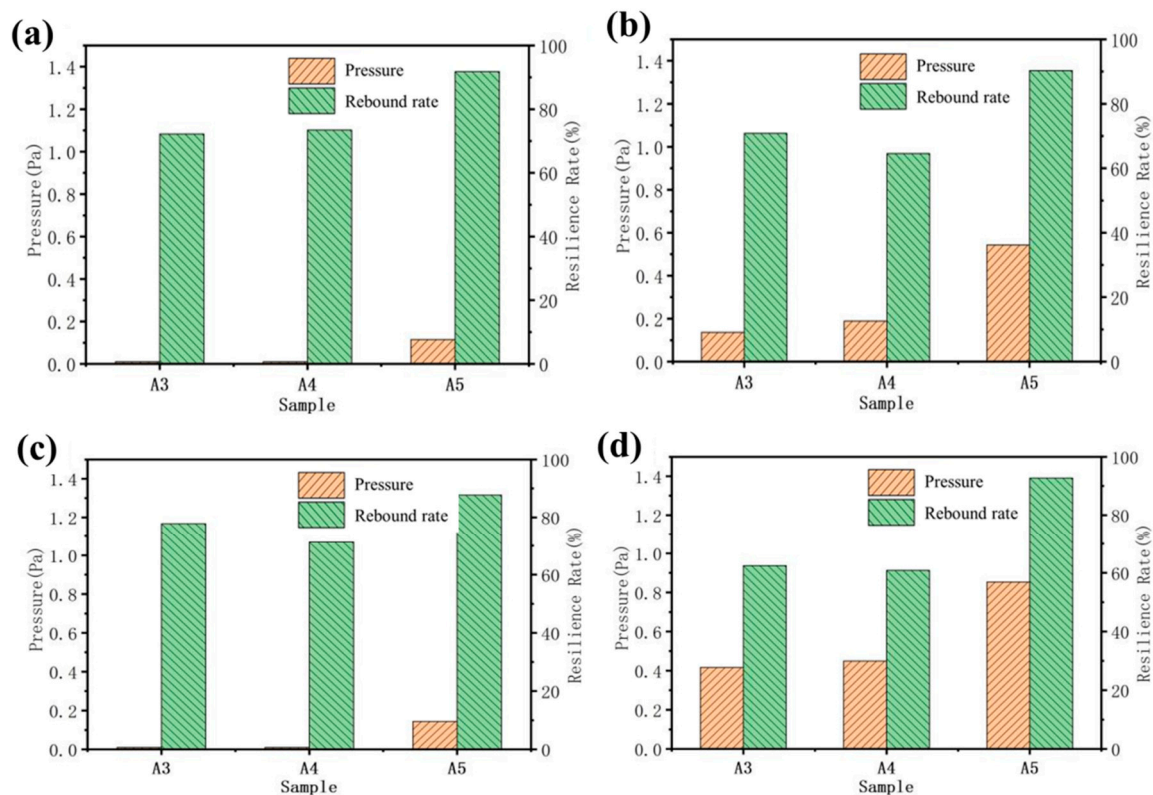 (a)
Pressure
Rebound rate
Pressure(Pa)
1.4
1.2
1.0
0.8
0.6
0.4
0.2
0.0
100
80
60
40
20
0
Resilience Rate(%)
A3 A4 A5
Sample
(b)
Pressure
Rebound rate
Pressure(Pa)
1.4
1.2
1.0
0.8
0.6
0.4
0.2
0.0
100
80
60
40
20
0
Resilience Rate(%)
A3 A4 A5
Sample
(c)
Pressure
Rebound rate
Pressure(Pa)
1.4
1.2
1.0
0.8
0.6
0.4
0.2
0.0
100
80
60
40
20
0
Resilience Rate(%)
A3 A4 A5
Sample
(d)
Pressure
Rebound rate
Pressure(Pa)
1.4
1.2
1.0
0.8
0.6
0.4
0.2
0.0
100
80
60
40
20
0
Resilience Rate(%)
A3 A4 A5
Sample